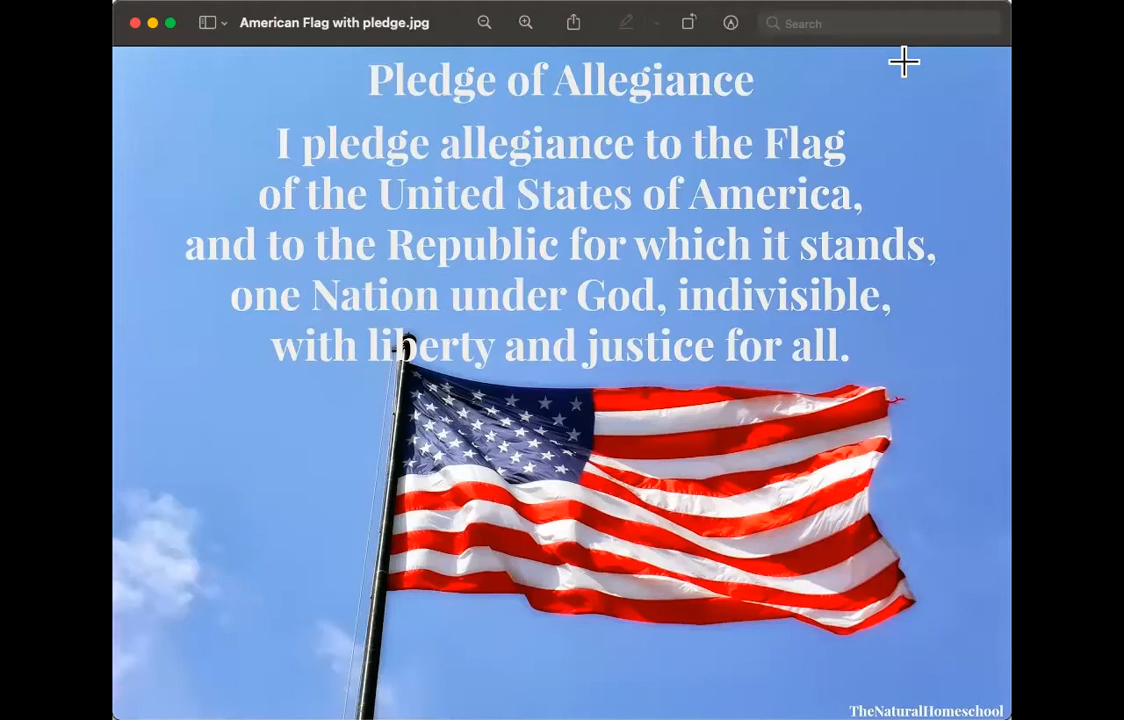 American Flag with pledge.jpg
Search
Pledge of Allegiance
I pledge allegiance to the Flag
of the United States of America,
and to the Republic for which it stands,
one Nation under God, indivisible,
with liberty and justice for all.
TheNaturalHomeschool